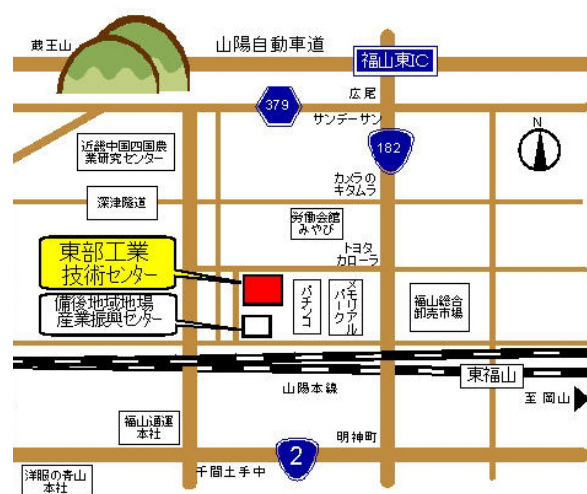 蔵王山
山陽自動車道
福山東IC
広尾
379
サンデーサン
182
N
近畿中国四国農
業研究センター
カメラの
キタムラ
深津隧道
労働会館
みやび
東部工業
技術センター
トヨタ
カローラ
備後地域地場
産業振興センター
パチンコ
メモリアル
パーク
福山総合
卸売市場
山陽本線
東福山
至岡山
福山通運
本社
明神町
2
千間土手中
洋服の青山
本社